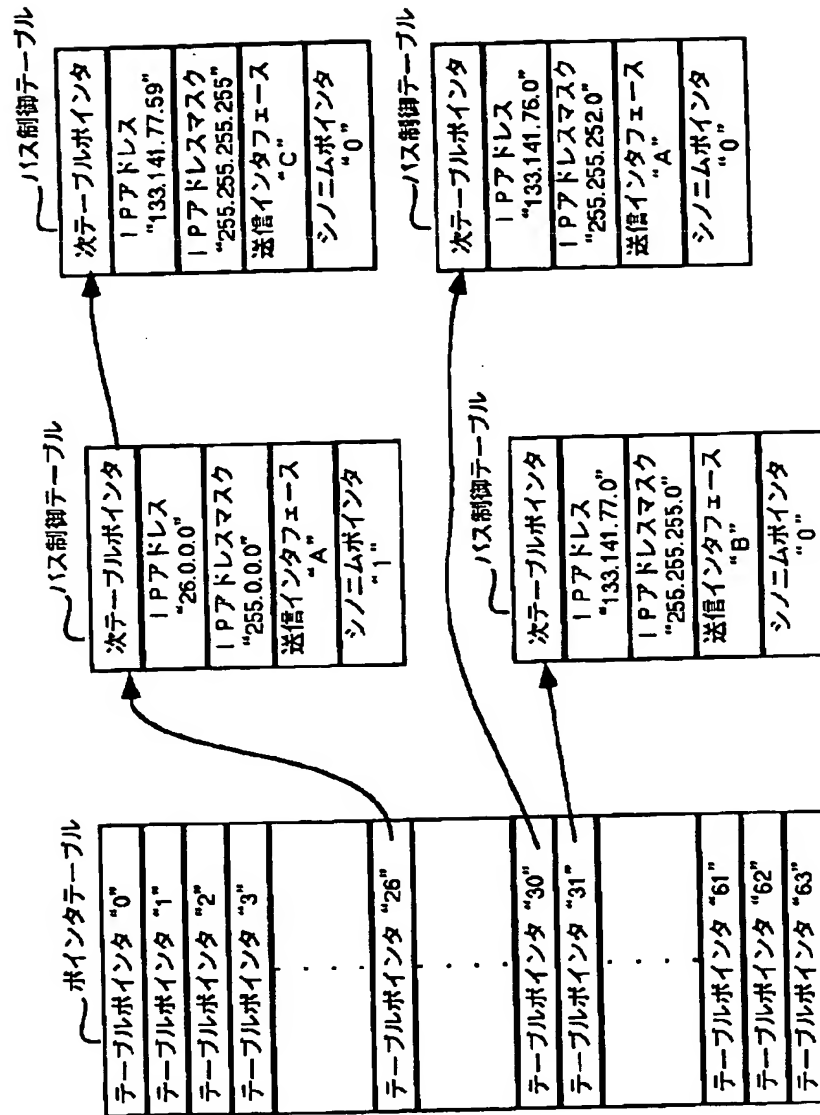 ポインタテーブル
テーブルポインタ “0”
テーブルポインタ “1”
テーブルポインタ “2”
テーブルポインタ “3”
テーブルポインタ “26”
テーブルポインタ “30”
テーブルポインタ “31”
テーブルポインタ “61”
テーブルポインタ “62”
テーブルポインタ “63”
パス制御テーブル
次テーブルポインタ
IPアドレス
“26.0.0.0”
IPアドレスマスク
“255.0.0.0”
送信インタフェース
“A”
シノニムポインタ
“1”
パス制御テーブル
次テーブルポインタ
IPアドレス
“133.141.77.59”
IPアドレスマスク
“255.255.255.255”
送信インタフェース
“C”
シノニムポインタ
“0”
パス制御テーブル
次テーブルポインタ
IPアドレス
“133.141.77.0”
IPアドレスマスク
“255.255.255.0”
送信インタフェース
“B”
シノニムポインタ
“0”
パス制御テーブル
次テーブルポインタ
IPアドレス
“133.141.76.0”
IPアドレスマスク
“255.255.252.0”
送信インタフェース
“A”
シノニムポインタ
“0”